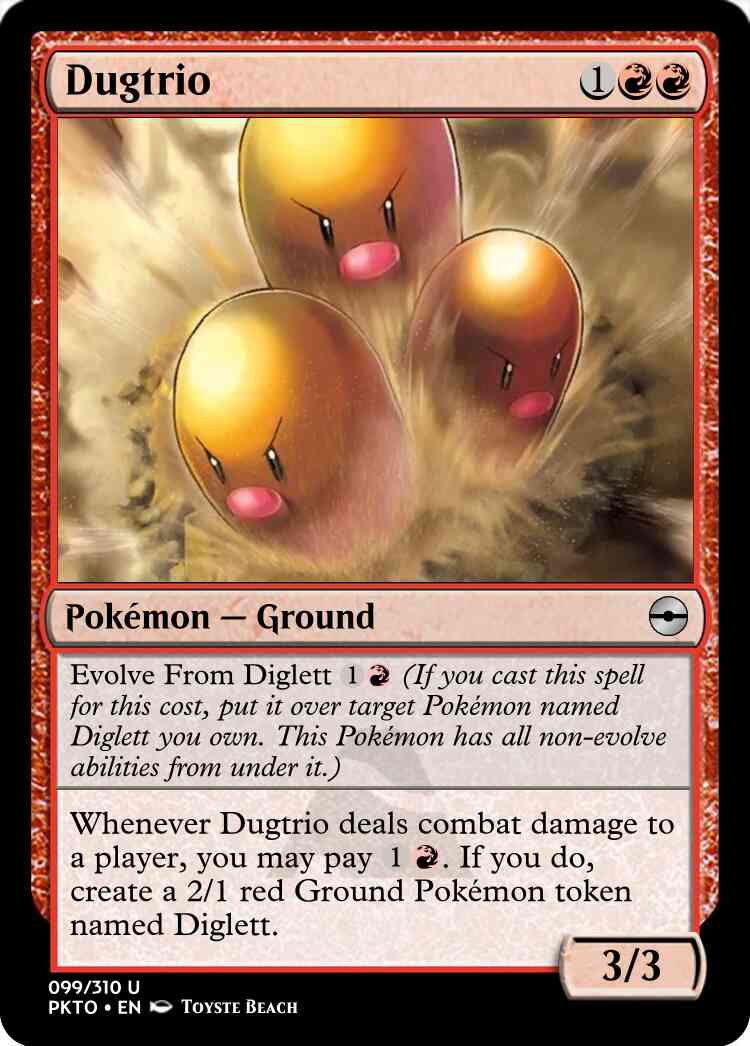 Dugtrio 1
Pokémon — Ground
Evolve From Diglett 1 (If you cast this spell
for this cost, put it over target Pokémon named
Diglett you own. This Pokémon has all non-evolve
abilities from under it.)
Whenever Dugtrio deals combat damage to
a player, you may pay 1 . If you do,
create a 2/1 red Ground Pokémon token
named Diglett.
3/3
099/310 U
PKTO • EN Toyste Beach